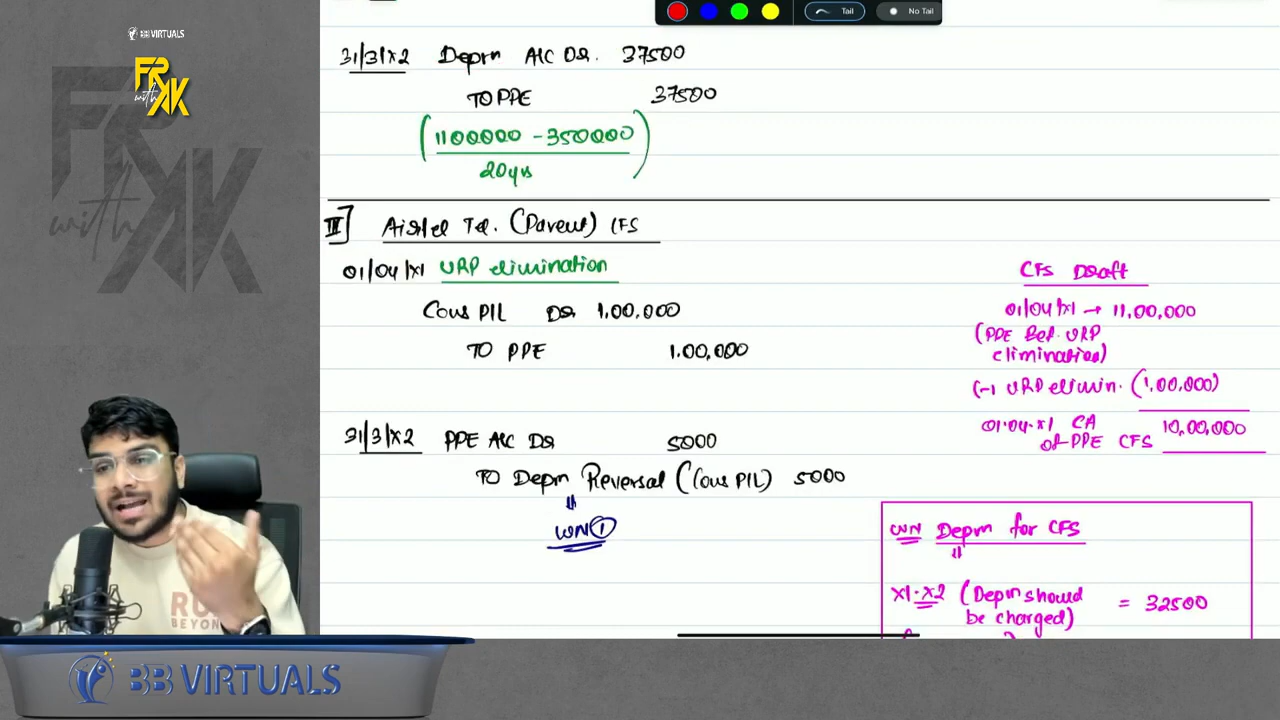 BB VIRTUALS
FR
with
AK
Tail
No Tail
31/3/X2 Deprn A/C Dr. 37500
TO PPE 37500
(1100000 - 350000)
20yrs
III] Airtel Tel. (Parent) CFS
01/04/X1 URP elimination
Cons P/L Dr 1,00,000
TO PPE 1,00,000
31/3/X2 PPE A/C Dr 5000
TO Deprn Reversal (Cons P/L) 5000
WN①
CFS Draft
01/04/X1 → 11,00,000
(PPE Bef. URP
elimination)
(-) URP elimin. (1,00,000)
01.04.X1 CA
of PPE CFS 10,00,000
WN Deprn for CFS
X1-X2 (Deprn should
be charged) = 32500
RU
BEYON
BB VIRTUALS